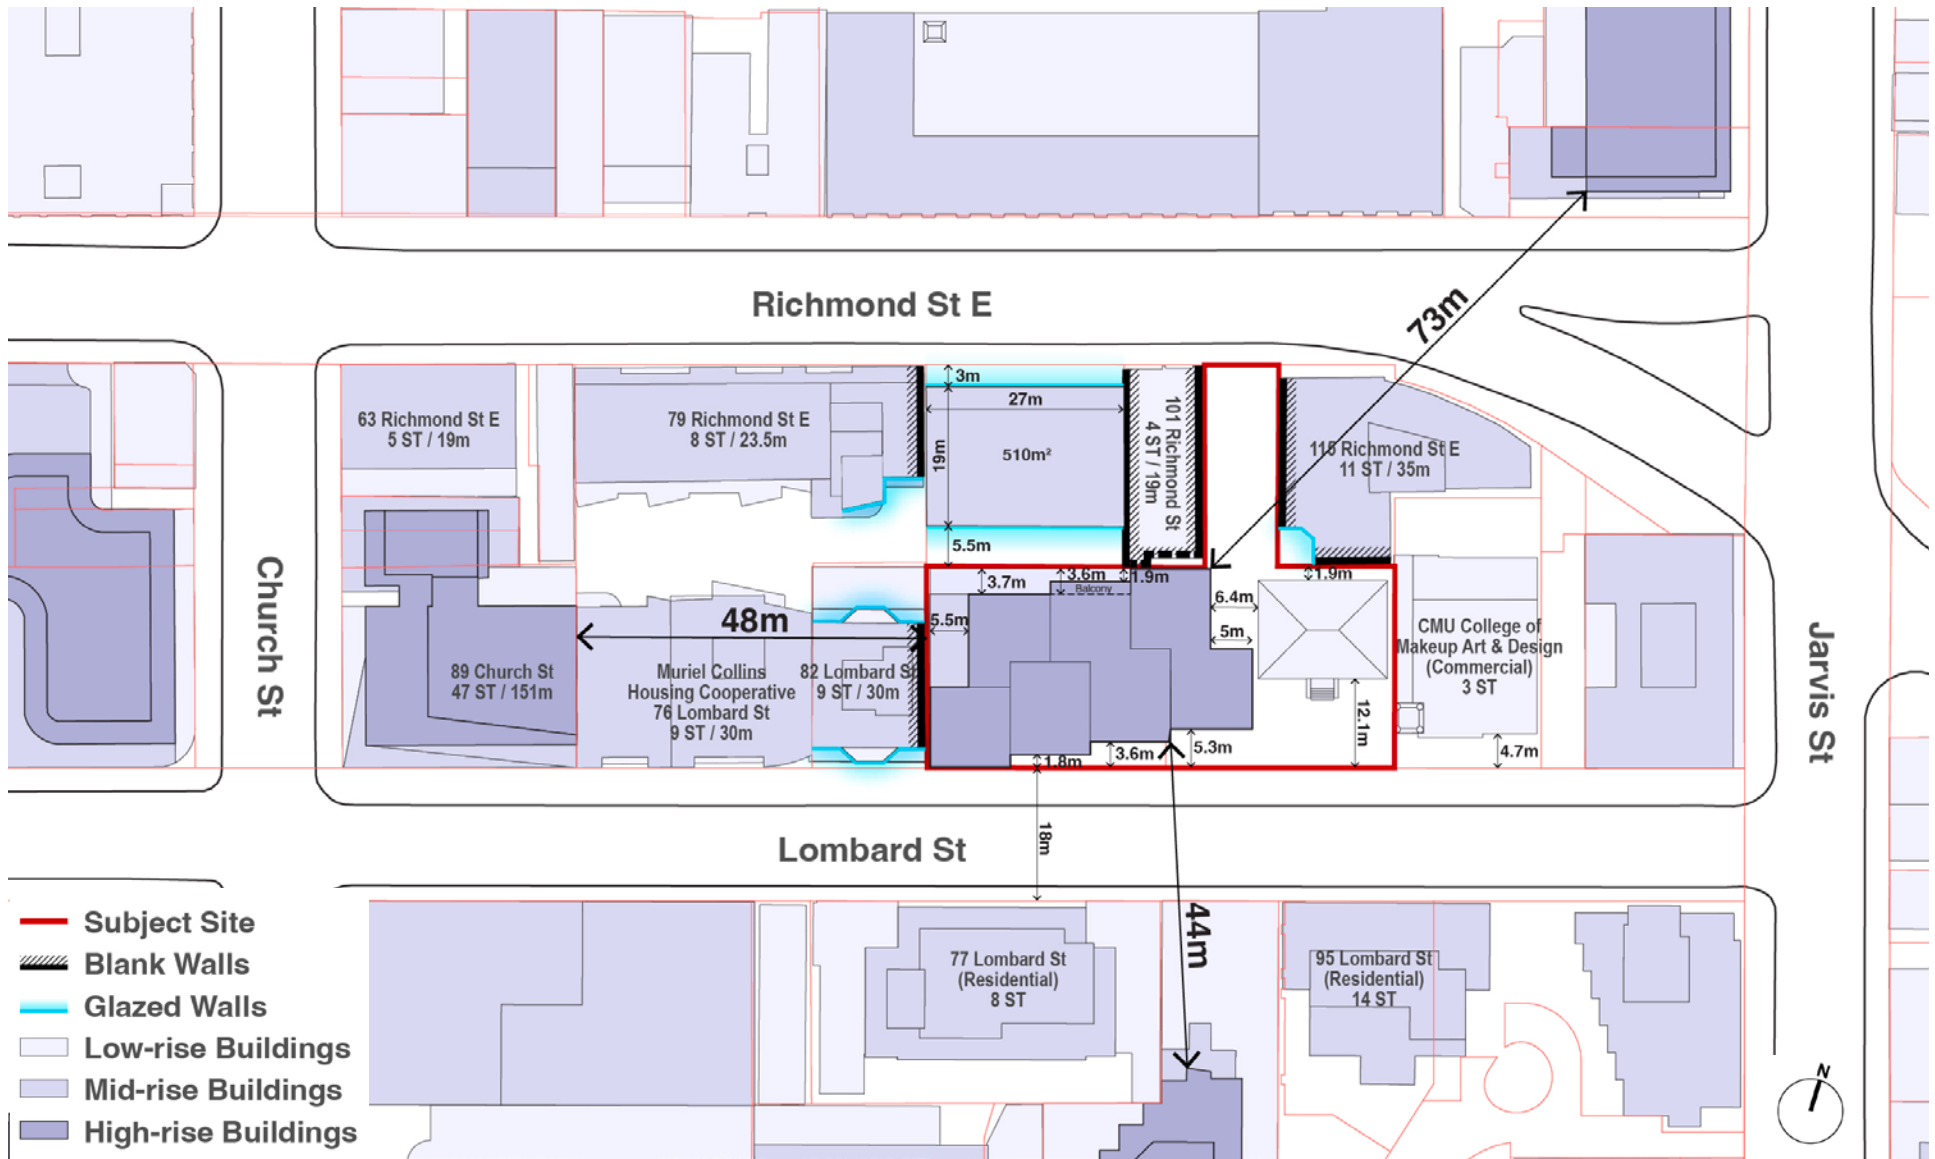 Richmond St E
73m
3m
27m
19m
510m²
5.5m
63 Richmond St E
5 ST / 19m
79 Richmond St E
8 ST / 23.5m
101 Richmond St
4 ST / 19m
115 Richmond St E
11 ST / 35m
Church St
Jarvis St
48m
3.7m
3.6m
Balcony
1.9m
1.9m
6.4m
5.5m
5m
89 Church St
47 ST / 151m
Muriel Collins
Housing Cooperative
76 Lombard St
9 ST / 30m
82 Lombard St
9 ST / 30m
CMU College of
Makeup Art & Design
(Commercial)
3 ST
12.1m
1.8m
3.6m
5.3m
4.7m
18m
Lombard St
44m
77 Lombard St
(Residential)
8 ST
95 Lombard St
(Residential)
14 ST
Subject Site
Blank Walls
Glazed Walls
Low-rise Buildings
Mid-rise Buildings
High-rise Buildings
N